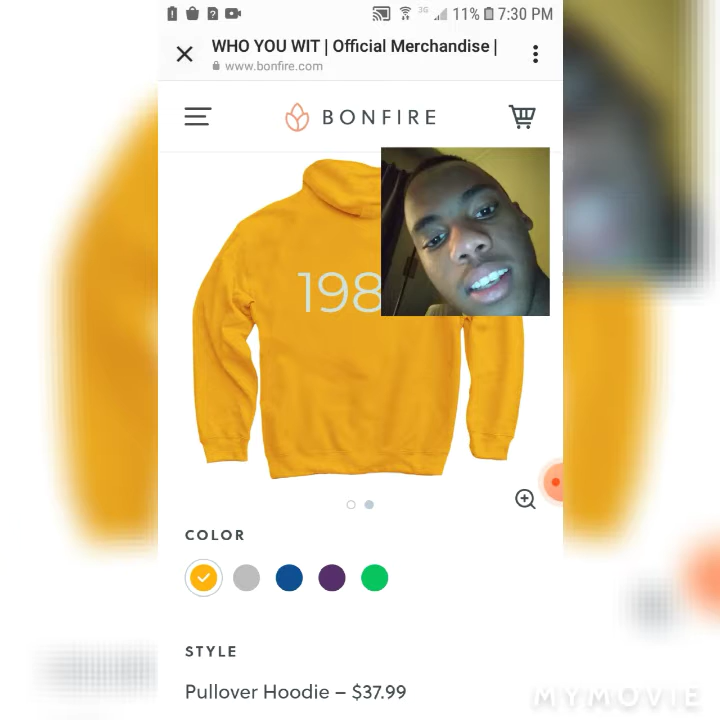 3G 11% 7:30 PM
WHO YOU WIT | Official Merchandise |
www.bonfire.com
BONFIRE
198
COLOR
STYLE
Pullover Hoodie – $37.99
MYMOVIE